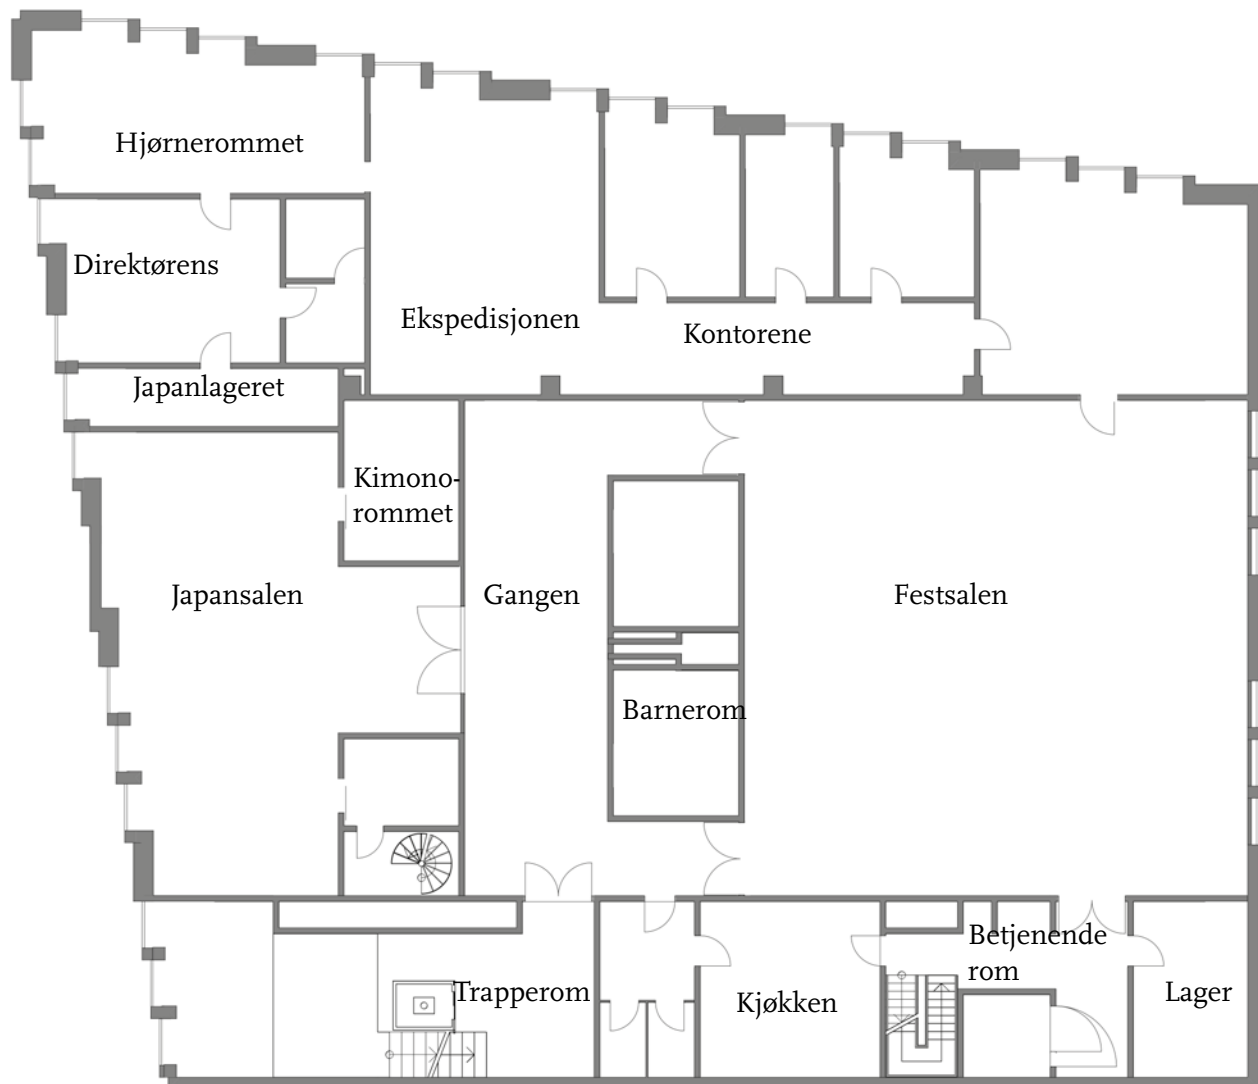 Hjørnerommet
Direktørens
Ekspedisjonen
Kontorene
Japanlageret
Kimono-
rommet
Japansalen
Gangen
Festsalen
Barnerom
Betjenende
rom
Trapperom
Kjøkken
Lager